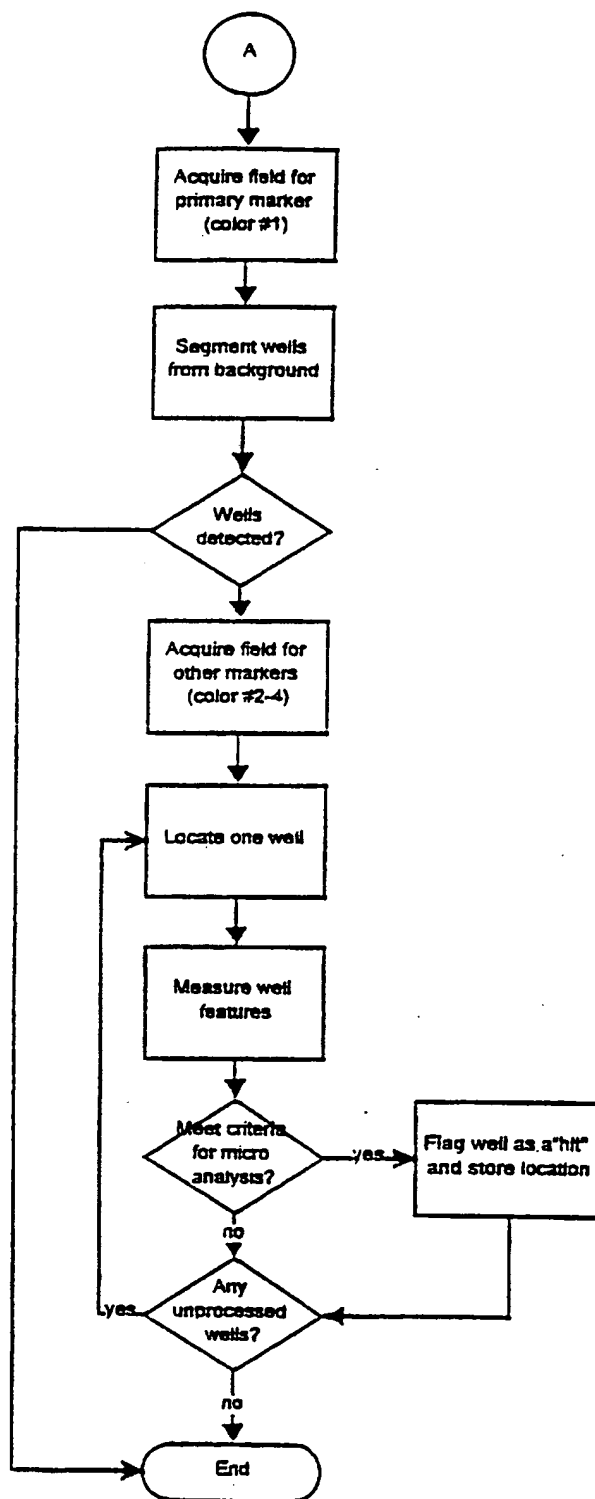 A
Acquire field for
primary marker
(color #1)
Segment wells
from background
Wells
detected?
Acquire field for
other markers
(color #2-4)
Locate one well
Measure well
features
Meet criteria
for micro
analysis?
yes
Flag well as a "hit"
and store location
no
Any
unprocessed
wells?
yes
no
End